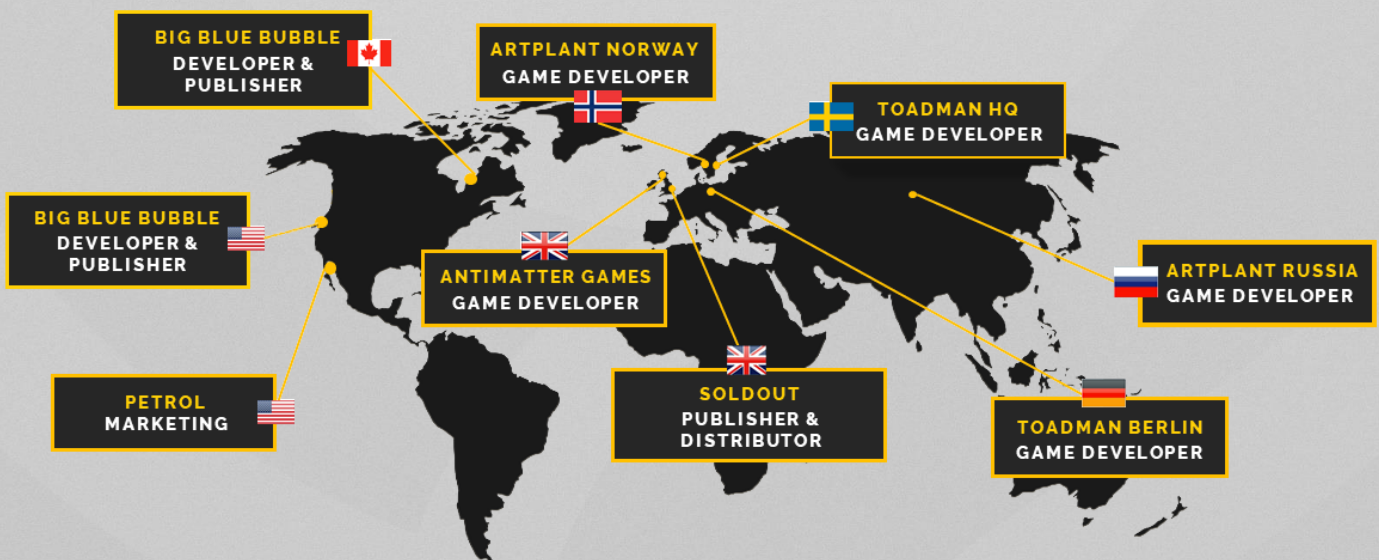 BIG BLUE BUBBLE
DEVELOPER &
PUBLISHER
ARTPLANT NORWAY
GAME DEVELOPER
TOADMAN HQ
GAME DEVELOPER
BIG BLUE BUBBLE
DEVELOPER &
PUBLISHER
ANTIMATTER GAMES
GAME DEVELOPER
ARTPLANT RUSSIA
GAME DEVELOPER
PETROL
MARKETING
SOLDOUT
PUBLISHER &
DISTRIBUTOR
TOADMAN BERLIN
GAME DEVELOPER